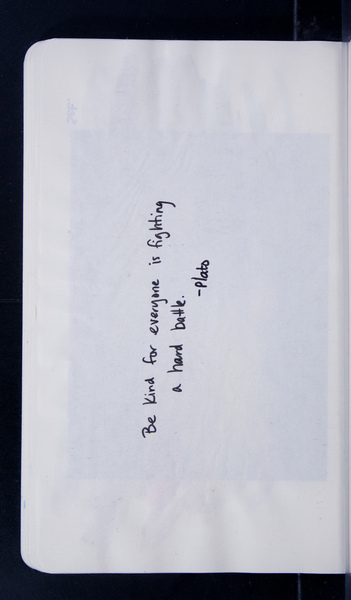 Be Kind for everyone is fighting
a hard battle.
-Plato